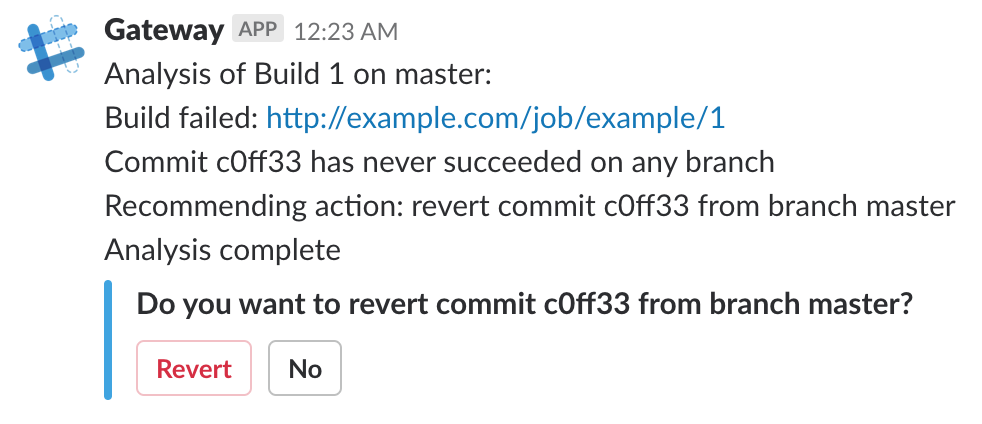 Gateway APP 12:23 AM
Analysis of Build 1 on master:
Build failed: http://example.com/job/example/1
Commit c0ff33 has never succeeded on any branch
Recommending action: revert commit c0ff33 from branch master
Analysis complete
Do you want to revert commit c0ff33 from branch master?
Revert No